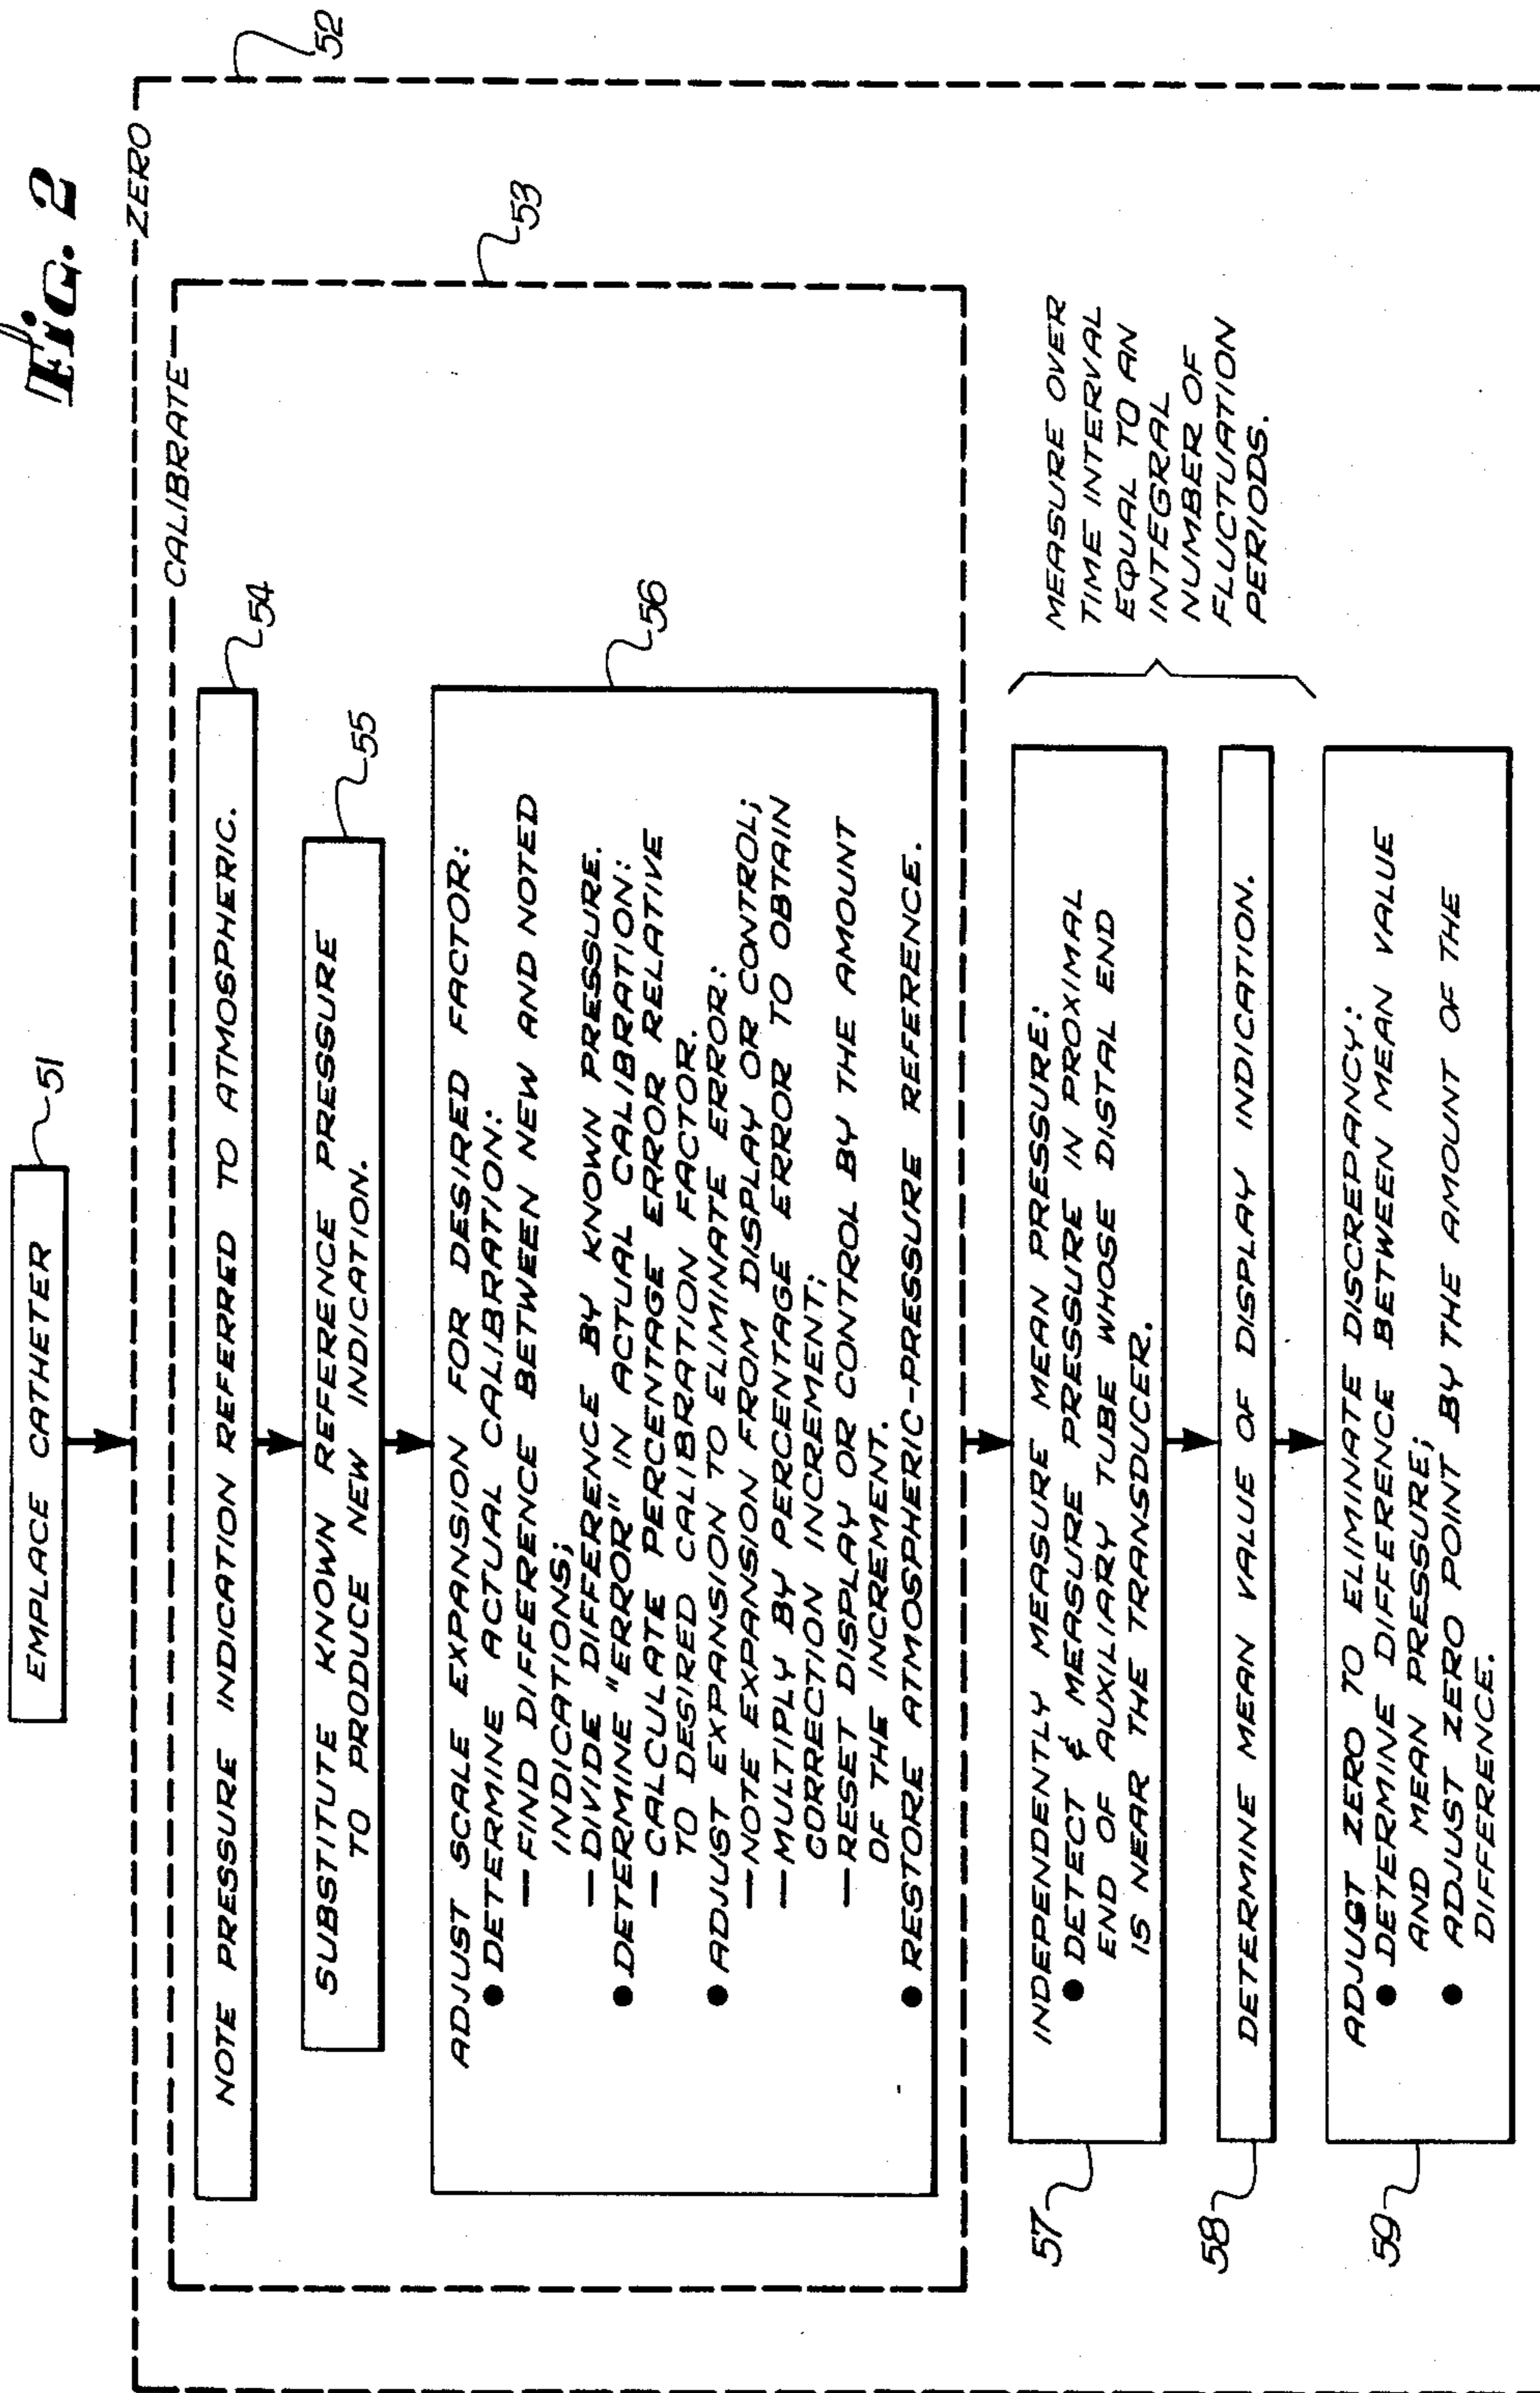 Fig. 2
EMPLACE CATHETER
51
ZERO
52
CALIBRATE
53
NOTE PRESSURE INDICATION REFERRED TO ATMOSPHERIC.
54
SUBSTITUTE KNOWN REFERENCE PRESSURE
TO PRODUCE NEW INDICATION.
55
ADJUST SCALE EXPANSION FOR DESIRED FACTOR:
● DETERMINE ACTUAL CALIBRATION:
— FIND DIFFERENCE BETWEEN NEW AND NOTED
INDICATIONS;
— DIVIDE DIFFERENCE BY KNOWN PRESSURE.
● DETERMINE "ERROR" IN ACTUAL CALIBRATION:
— CALCULATE PERCENTAGE ERROR RELATIVE
TO DESIRED CALIBRATION FACTOR.
● ADJUST EXPANSION TO ELIMINATE ERROR:
— NOTE EXPANSION FROM DISPLAY OR CONTROL;
— MULTIPLY BY PERCENTAGE ERROR TO OBTAIN
CORRECTION INCREMENT;
— RESET DISPLAY OR CONTROL BY THE AMOUNT
OF THE INCREMENT.
● RESTORE ATMOSPHERIC-PRESSURE REFERENCE.
56
INDEPENDENTLY MEASURE MEAN PRESSURE:
● DETECT & MEASURE PRESSURE IN PROXIMAL
END OF AUXILIARY TUBE WHOSE DISTAL END
IS NEAR THE TRANSDUCER.
57
DETERMINE MEAN VALUE OF DISPLAY INDICATION.
58
MEASURE OVER
TIME INTERVAL
EQUAL TO AN
INTEGRAL
NUMBER OF
FLUCTUATION
PERIODS.
ADJUST ZERO TO ELIMINATE DISCREPANCY:
● DETERMINE DIFFERENCE BETWEEN MEAN VALUE
AND MEAN PRESSURE;
● ADJUST ZERO POINT BY THE AMOUNT OF THE
DIFFERENCE.
59